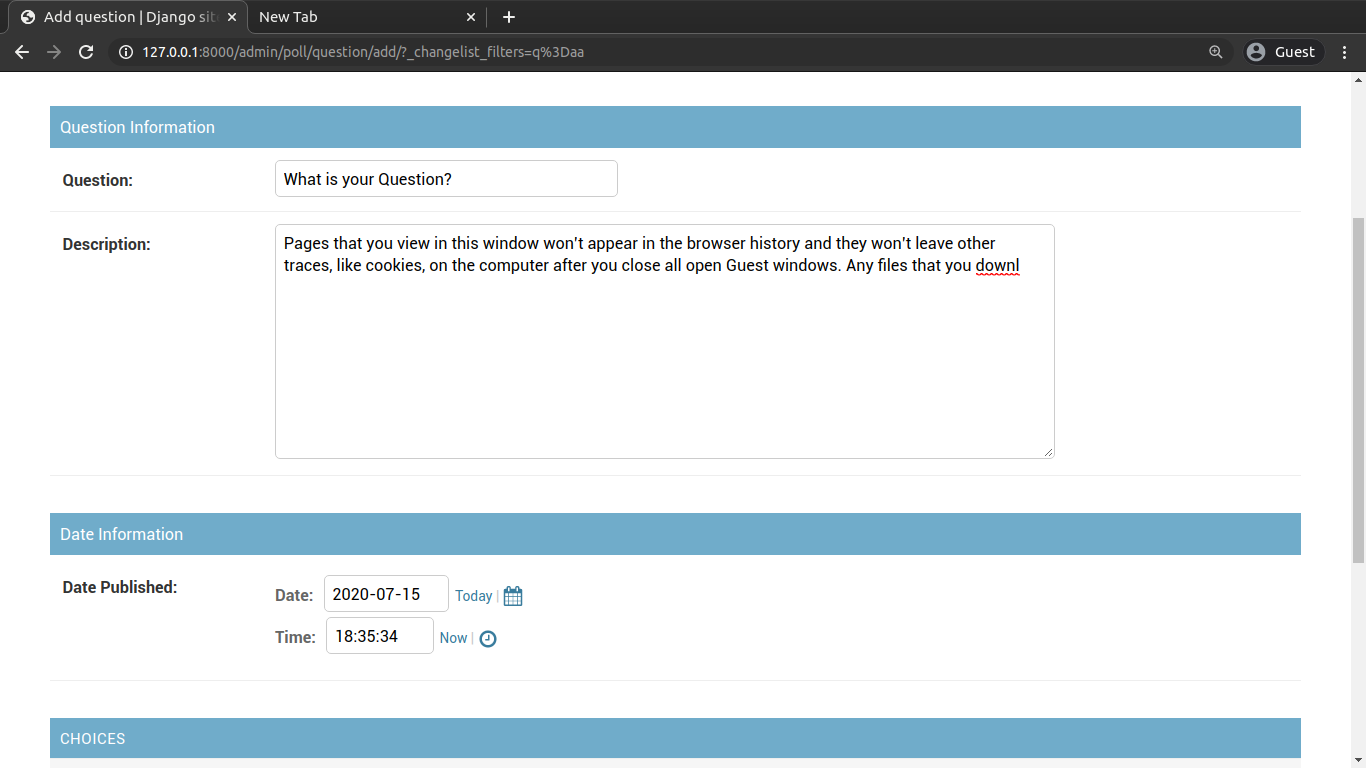 Add question | Django sit
New Tab
127.0.0.1:8000/admin/poll/question/add/?_changelist_filters=q%3Daa
Guest
Question Information
Question:
What is your Question?
Description:
Pages that you view in this window won't appear in the browser history and they won't leave other
traces, like cookies, on the computer after you close all open Guest windows. Any files that you downl
Date Information
Date Published:
Date: 2020-07-15 Today |
Time: 18:35:34 Now |
CHOICES